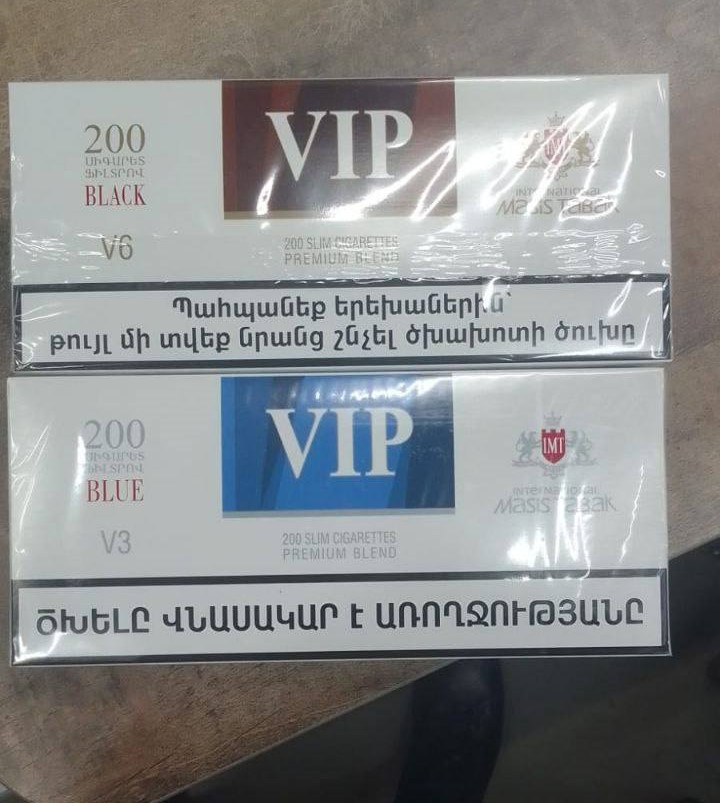 200
ՍԻԳԱՐԵՏ
ՖԻԼՏՐՈՎ
BLACK
V6
VIP
200 SLIM CIGARETTES
PREMIUM BLEND
IMT
INTERNATIONAL
MASIS TABAK
Պահպանեք երեխաներին՝
թույլ մի տվեք նրանց շնչել ծխախոտի ծուխը
200
ՍԻԳԱՐԵՏ
ՖԻԼՏՐՈՎ
BLUE
V3
VIP
200 SLIM CIGARETTES
PREMIUM BLEND
IMT
INTERNATIONAL
MASIS TABAK
ԾԽԵԼԸ ՎՆԱՍԱԿԱՐ Է ԱՌՈՂՋՈՒԹՅԱՆԸ